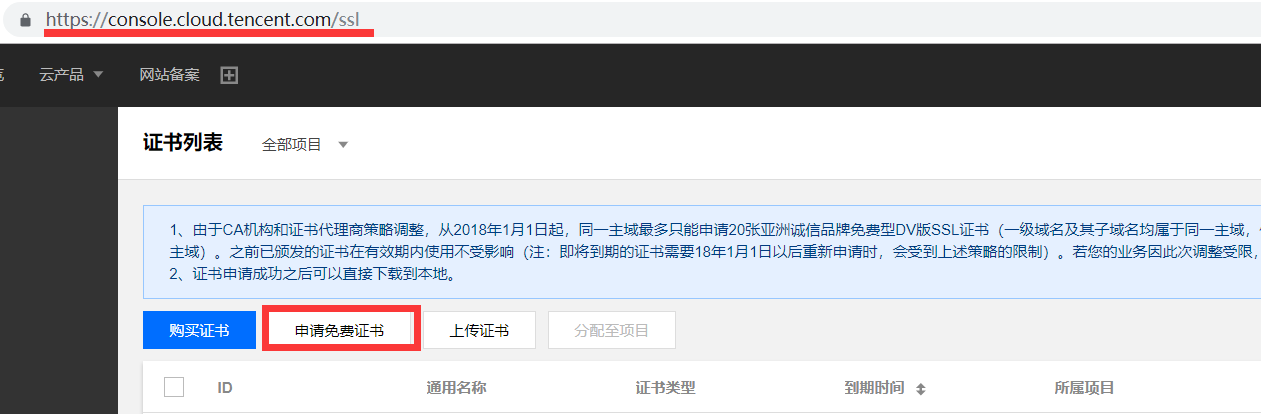 https://console.cloud.tencent.com/ssl
云产品 网站备案
证书列表 全部项目
1、由于CA机构和证书代理商策略调整，从2018年1月1日起，同一主域最多只能申请20张亚洲诚信品牌免费型DV版SSL证书（一级域名及其子域名均属于同一主域，
主域）。之前已颁发的证书在有效期内使用不受影响（注：即将到期的证书需要18年1月1日以后重新申请时，会受到上述策略的限制）。若您的业务因此次调整受限，
2、证书申请成功之后可以直接下载到本地。
购买证书 申请免费证书 上传证书 分配至项目
ID 通用名称 证书类型 到期时间 所属项目